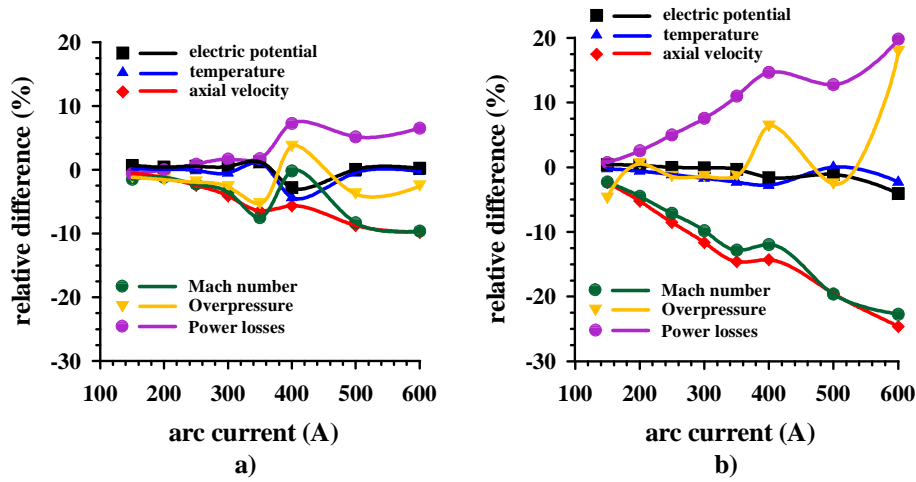 electric potential
temperature
axial velocity
20
10
0
-10
-20
-30
relative difference (%)
Mach number
Overpressure
Power losses
100 200 300 400 500 600
arc current (A)
a)
electric potential
temperature
axial velocity
20
10
0
-10
-20
-30
relative difference (%)
Mach number
Overpressure
Power losses
100 200 300 400 500 600
arc current (A)
b)